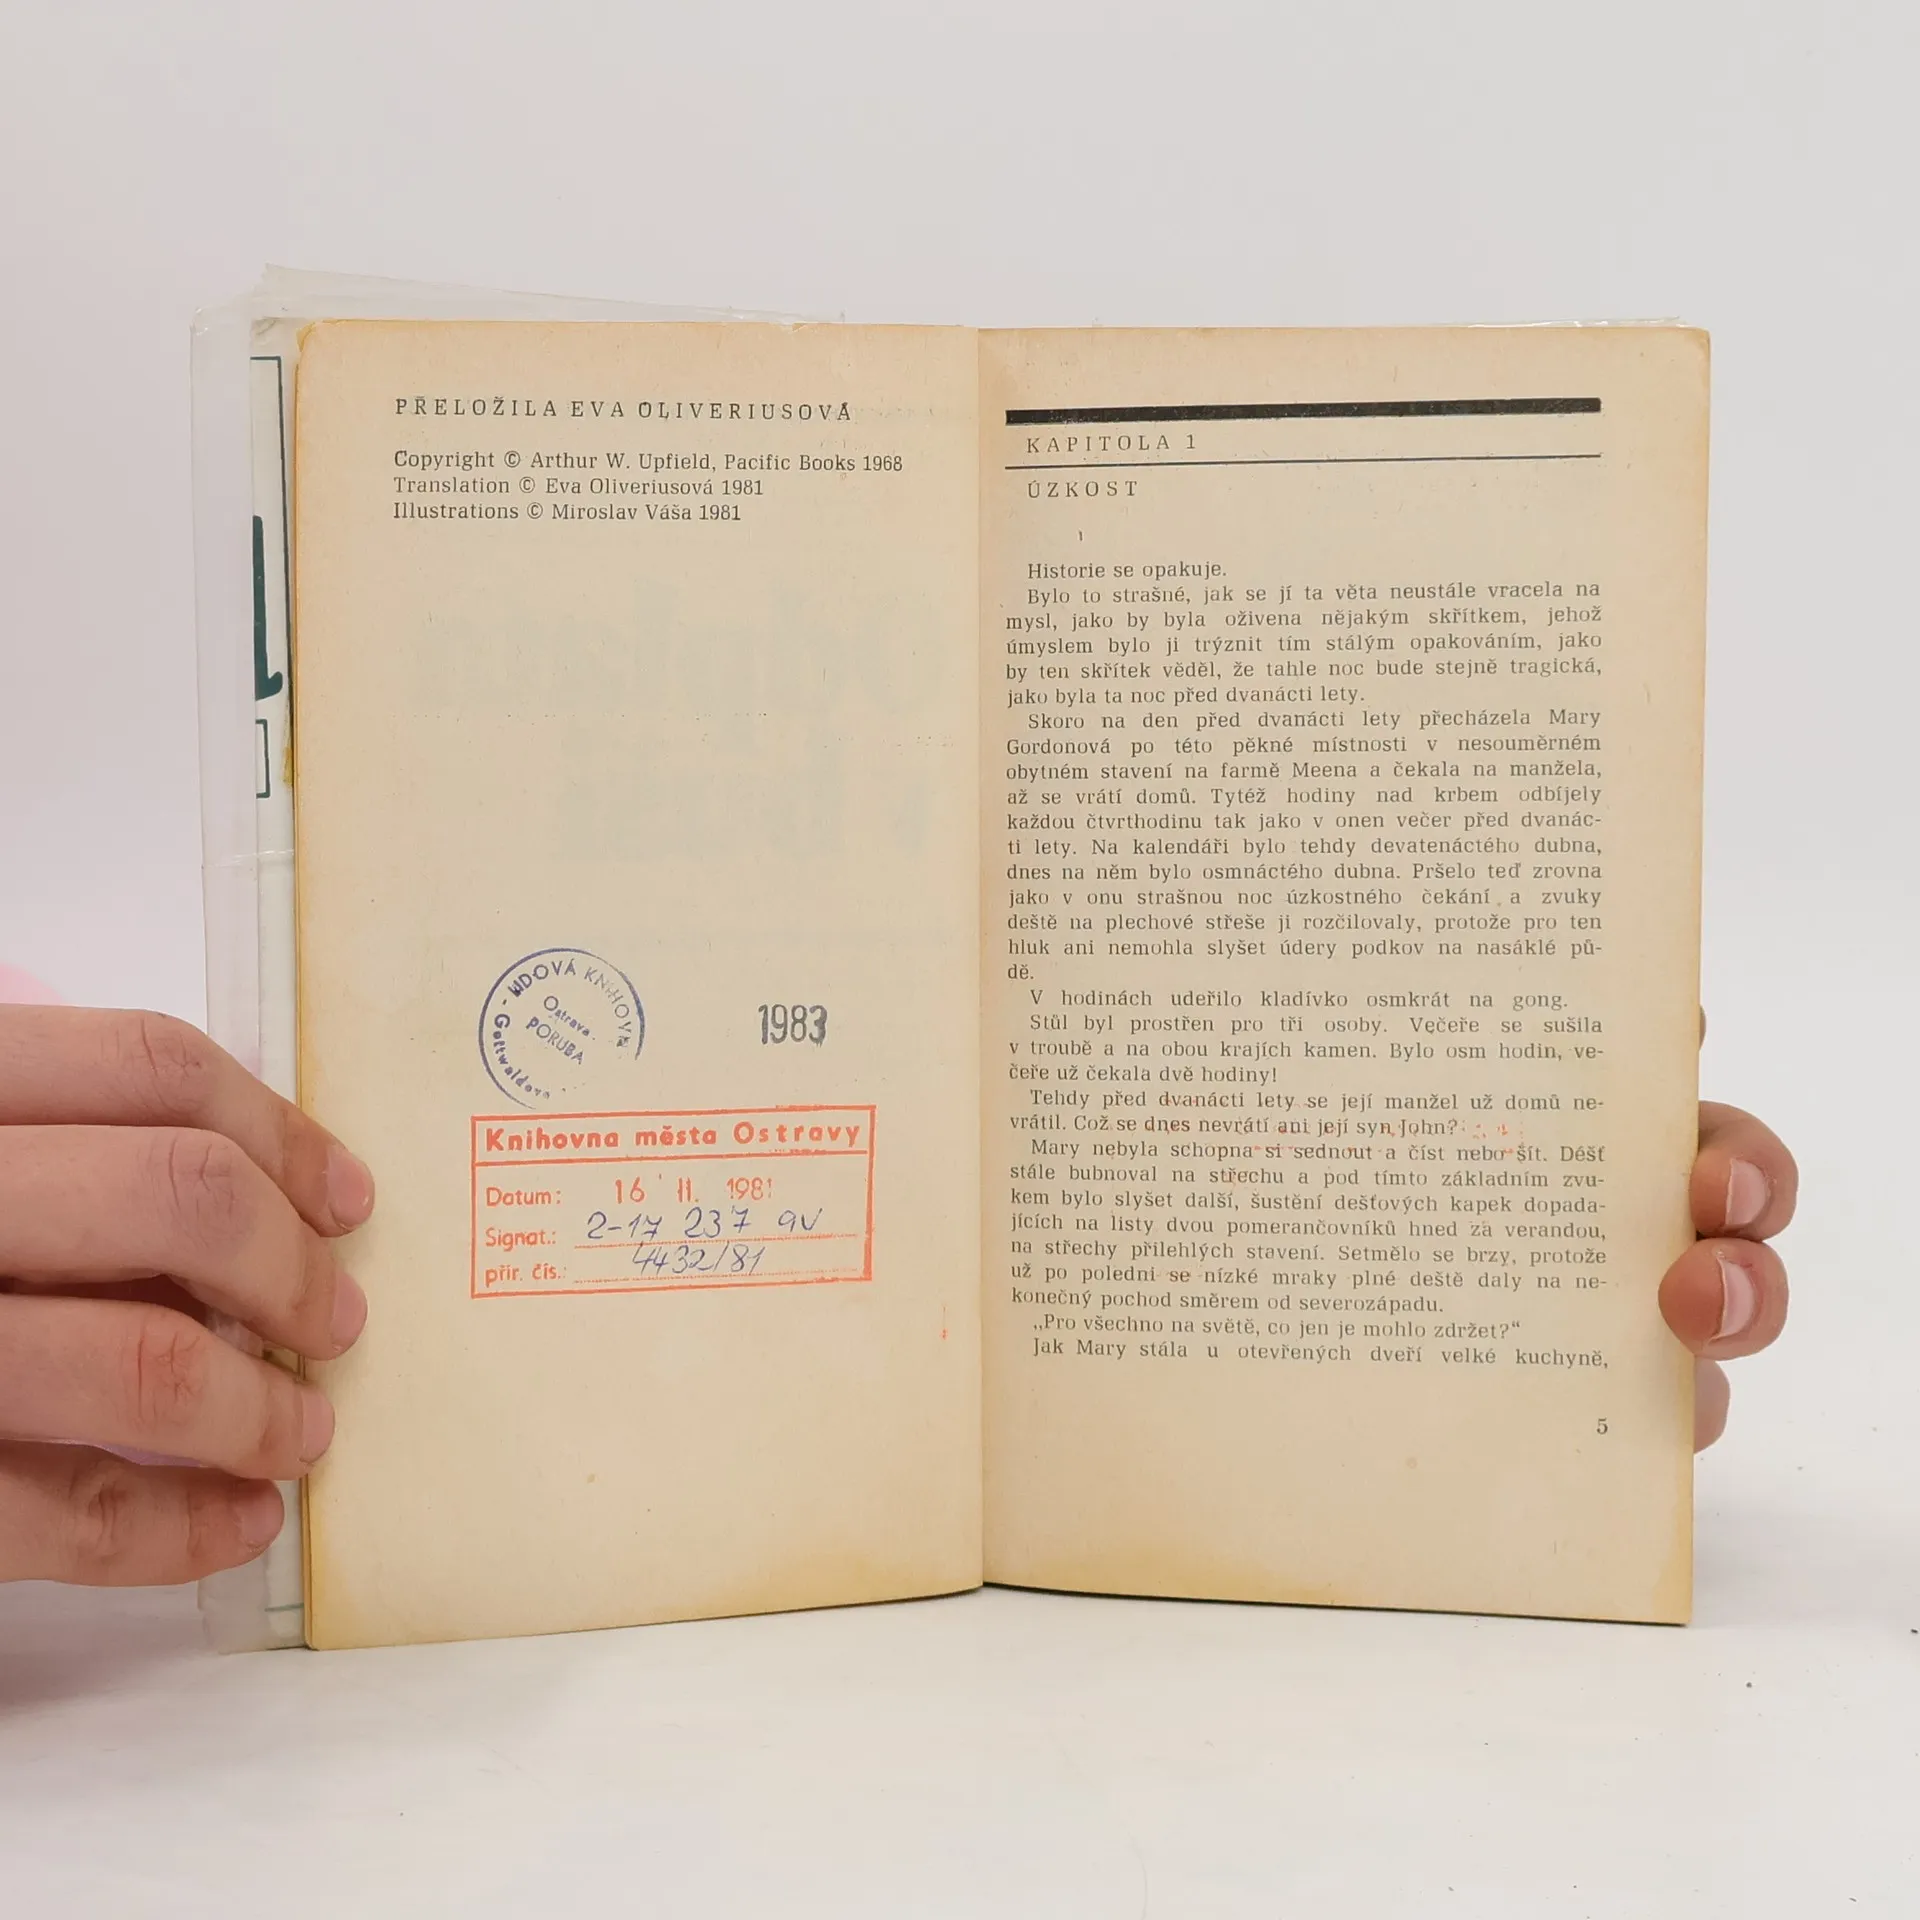 PŘELOŽILA EVA OLIVERIUSOVÁ
Copyright © Arthur W. Upfield, Pacific Books 1968
Translation © Eva Oliveriusová 1981
Illustrations © Miroslav Váša 1981
LIDOVÁ KNIHOVNA
Ostrava-
PORUBA
1983
Knihovna města Ostravy
Datum: 16 II. 1981
Signat.: 2-17 237 av
přír. čís.: 4432/81
KAPITOLA 1
ÚZKOST
Historie se opakuje.
Bylo to strašné, jak se jí ta věta neustále vracela na
mysl, jako by byla oživena nějakým skřítkem, jehož
úmyslem bylo ji trýznit tím stálým opakováním, jako
by ten skřítek věděl, že tahle noc bude stejně tragická,
jako byla ta noc před dvanácti lety.
Skoro na den před dvanácti lety přecházela Mary
Gordonová po této pěkné místnosti v nesouměrném
obytném stavení na farmě Meena a čekala na manžela,
až se vrátí domů. Tytéž hodiny nad krbem odbíjely
každou čtvrthodinu tak jako v onen večer před dvanác-
ti lety. Na kalendáři bylo tehdy devatenáctého dubna,
dnes na něm bylo osmnáctého dubna. Pršelo teď zrovna
jako v onu strašnou noc úzkostného čekání a zvuky
deště na plechové střeše ji rozčilovaly, protože pro ten
hluk ani nemohla slyšet údery podkov na nasáklé pů-
dě.
V hodinách udeřilo kladívko osmkrát na gong.
Stůl byl prostřen pro tři osoby. Večeře se sušila
v troubě a na obou krajích kamen. Bylo osm hodin, ve-
čeře už čekala dvě hodiny!
Tehdy před dvanácti lety se její manžel už domů ne-
vrátil. Což se dnes nevrátí ani její syn John?
Mary nebyla schopna si sednout a číst nebo šít. Déšť
stále bubnoval na střechu a pod tímto základním zvu-
kem bylo slyšet další, šustění dešťových kapek dopada-
jících na listy dvou pomerančovníků hned za verandou,
na střechy přilehlých stavení. Setmělo se brzy, protože
už po poledni se nízké mraky plné deště daly na ne-
konečný pochod směrem od severozápadu.
„Pro všechno na světě, co jen je mohlo zdržet?“
Jak Mary stála u otevřených dveří velké kuchyně,
5